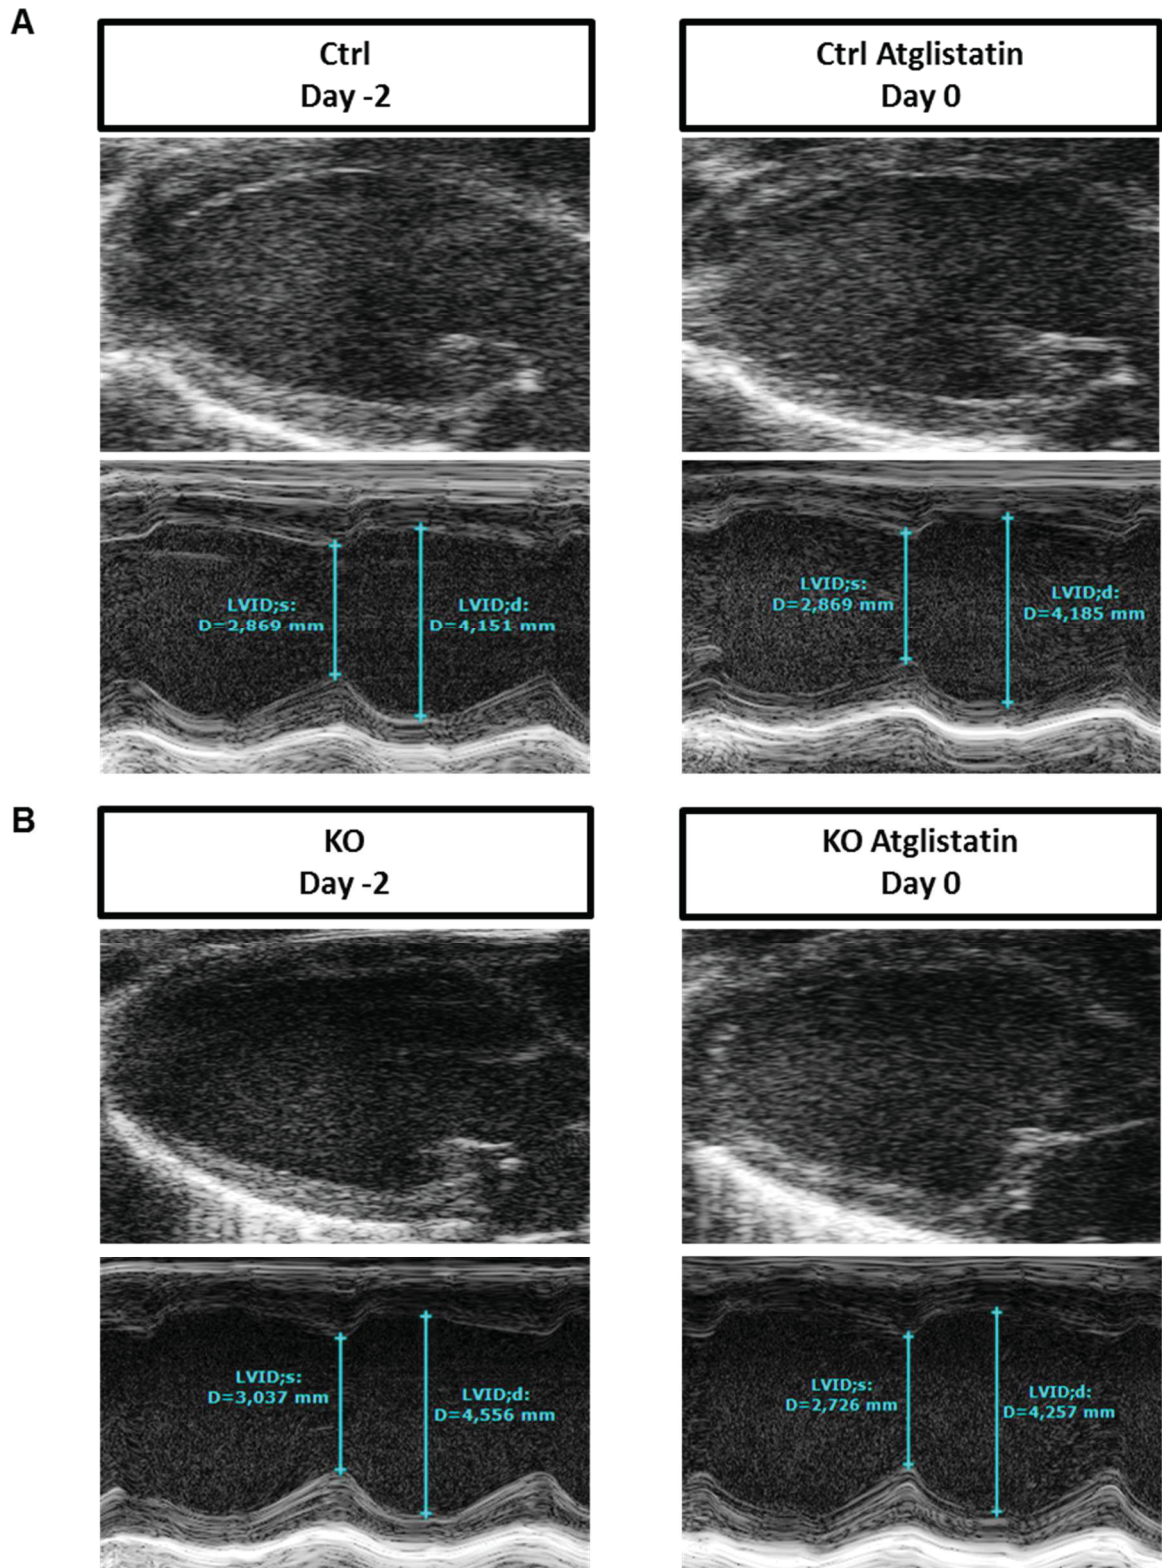 A
Ctrl
Day -2
Ctrl Atglistatin
Day 0
LVID;s:
D=2,869 mm
LVID;d:
D=4,151 mm
LVID;s:
D=2,869 mm
LVID;d:
D=4,185 mm
B
KO
Day -2
KO Atglistatin
Day 0
LVID;s:
D=3,037 mm
LVID;d:
D=4,556 mm
LVID;s:
D=2,726 mm
LVID;d:
D=4,257 mm